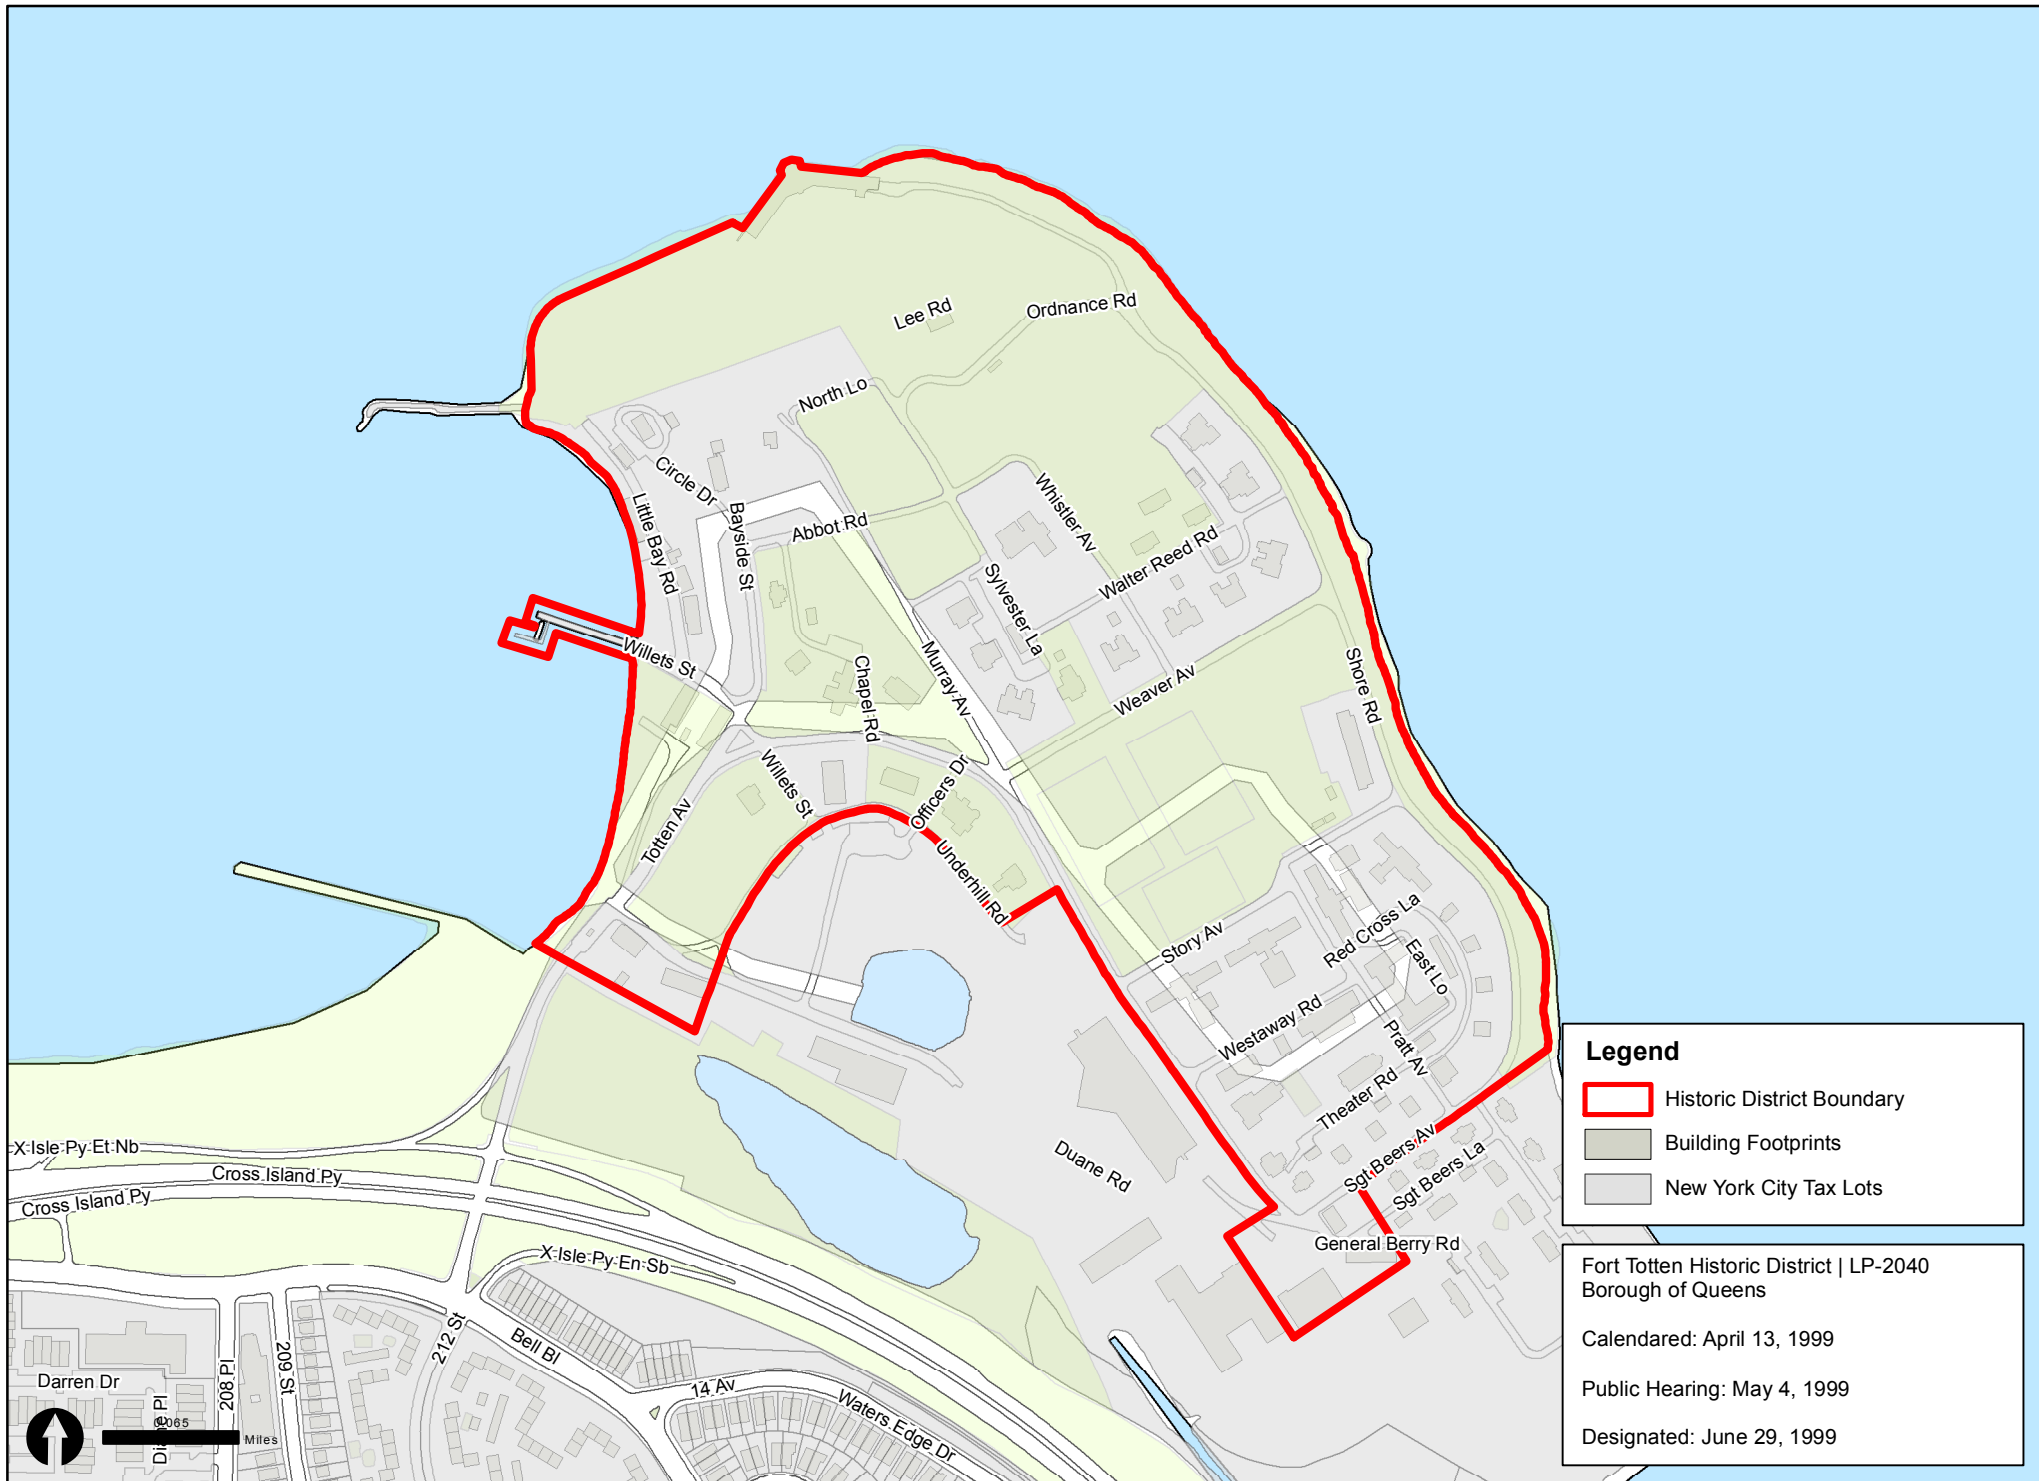 Lee Rd
Ordnance Rd
North Lo
Circle Dr
Little Bay Rd
Bayside St
Abbot Rd
Whistler Av
Walter Reed Rd
Sylvester La
Willets St
Murray Av
Chapel Rd
Weaver Av
Shore Rd
Willets St
Officers Dr
Totten Av
Underhill Rd
Story Av
Red Cross La
East Lo
Westaway Rd
Pratt Av
Theater Rd
Sgt Beers Av
Sgt Beers La
Duane Rd
General Berry Rd
X Isle Py Et Nb
Cross Island Py
Cross Island Py
X Isle Py En Sb
212 St
Bell Bl
14 Av
Waters Edge Dr
209 St
208 Pl
Darren Dr
Diane Pl
0.065
Miles
Legend
Historic District Boundary
Building Footprints
New York City Tax Lots
Fort Totten Historic District | LP-2040
Borough of Queens
Calendared: April 13, 1999
Public Hearing: May 4, 1999
Designated: June 29, 1999